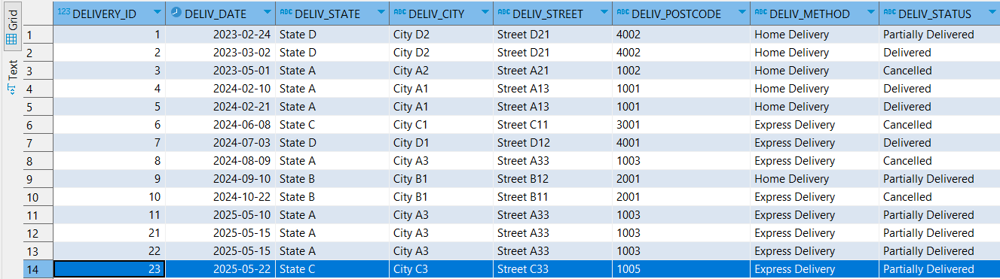 Grid
Text
123 DELIVERY_ID DELIV_DATE ABC DELIV_STATE ABC DELIV_CITY ABC DELIV_STREET ABC DELIV_POSTCODE ABC DELIV_METHOD ABC DELIV_STATUS
1 1 2023-02-24 State D City D2 Street D21 4002 Home Delivery Partially Delivered
2 2 2023-03-02 State D City D2 Street D21 4002 Home Delivery Delivered
3 3 2023-05-01 State A City A2 Street A21 1002 Home Delivery Cancelled
4 4 2024-02-10 State A City A1 Street A13 1001 Home Delivery Delivered
5 5 2024-02-21 State A City A1 Street A13 1001 Home Delivery Delivered
6 6 2024-06-08 State C City C1 Street C11 3001 Express Delivery Cancelled
7 7 2024-07-03 State D City D1 Street D12 4001 Express Delivery Delivered
8 8 2024-08-09 State A City A3 Street A33 1003 Express Delivery Cancelled
9 9 2024-09-10 State B City B1 Street B12 2001 Home Delivery Partially Delivered
10 10 2024-10-22 State B City B1 Street B11 2001 Express Delivery Cancelled
11 11 2025-05-10 State A City A3 Street A33 1003 Express Delivery Partially Delivered
12 21 2025-05-15 State A City A3 Street A33 1003 Express Delivery Partially Delivered
13 22 2025-05-15 State A City A3 Street A33 1003 Express Delivery Partially Delivered
14 23 2025-05-22 State C City C3 Street C33 1005 Express Delivery Partially Delivered